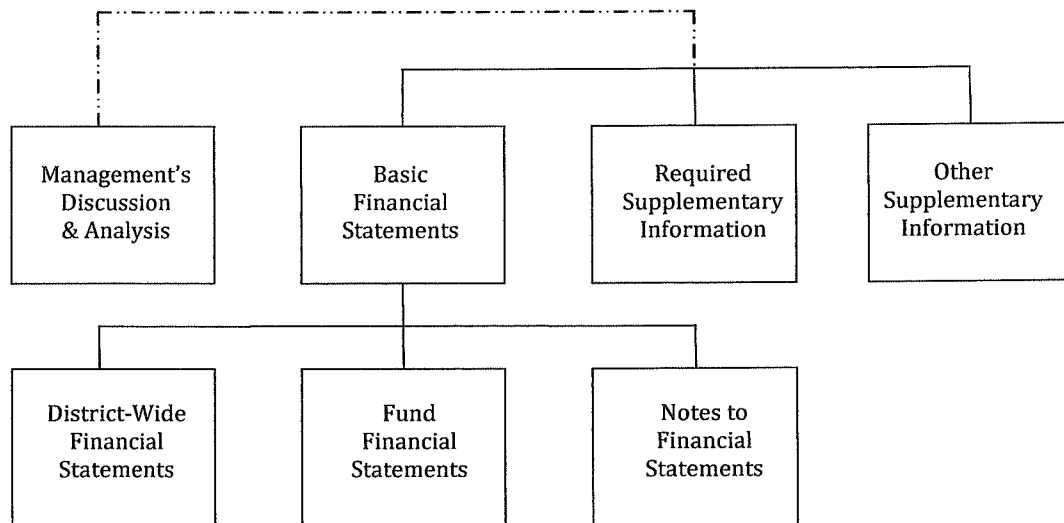 Management's
Discussion
& Analysis
Basic
Financial
Statements
Required
Supplementary
Information
Other
Supplementary
Information
District-Wide
Financial
Statements
Fund
Financial
Statements
Notes to
Financial
Statements